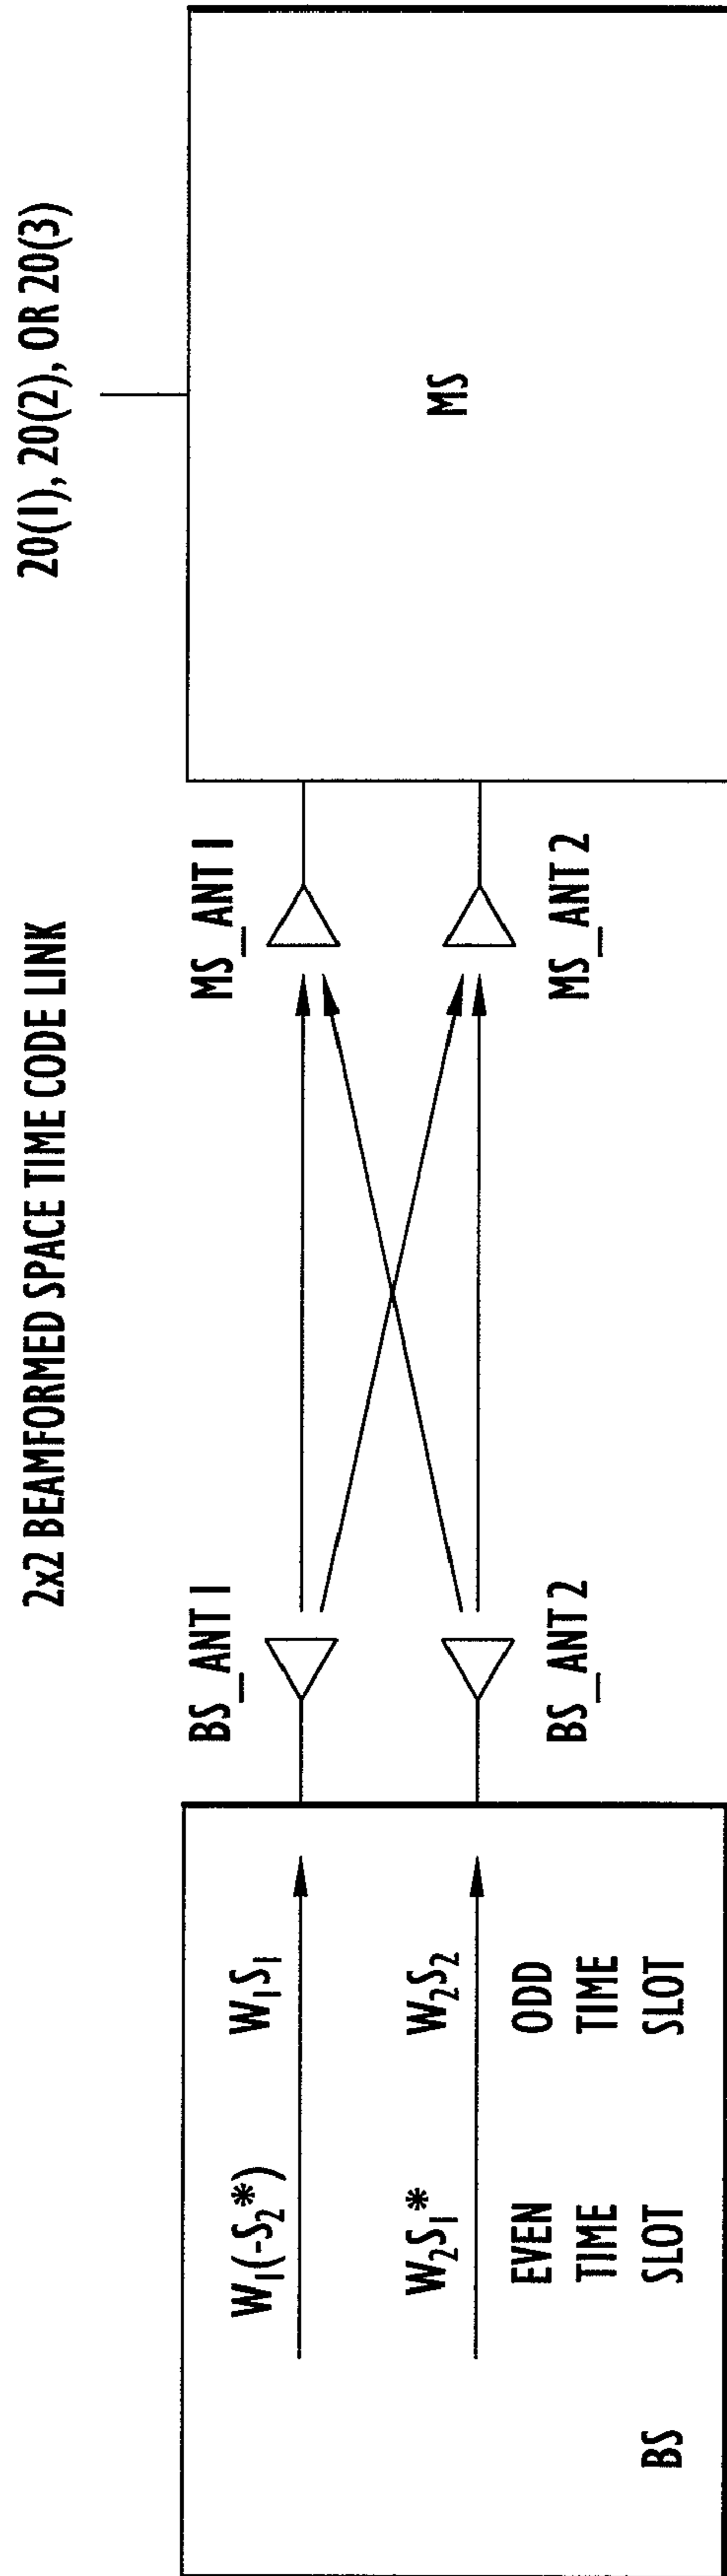 2x2 BEAMFORMED SPACE TIME CODE LINK
20(1), 20(2), OR 20(3)
BS_ANT 1
MS_ANT 1
W₁(-S₂*) W₁S₁
W₂S₁* W₂S₂
EVEN TIME SLOT
ODD TIME SLOT
BS
BS_ANT 2
MS_ANT 2
MS